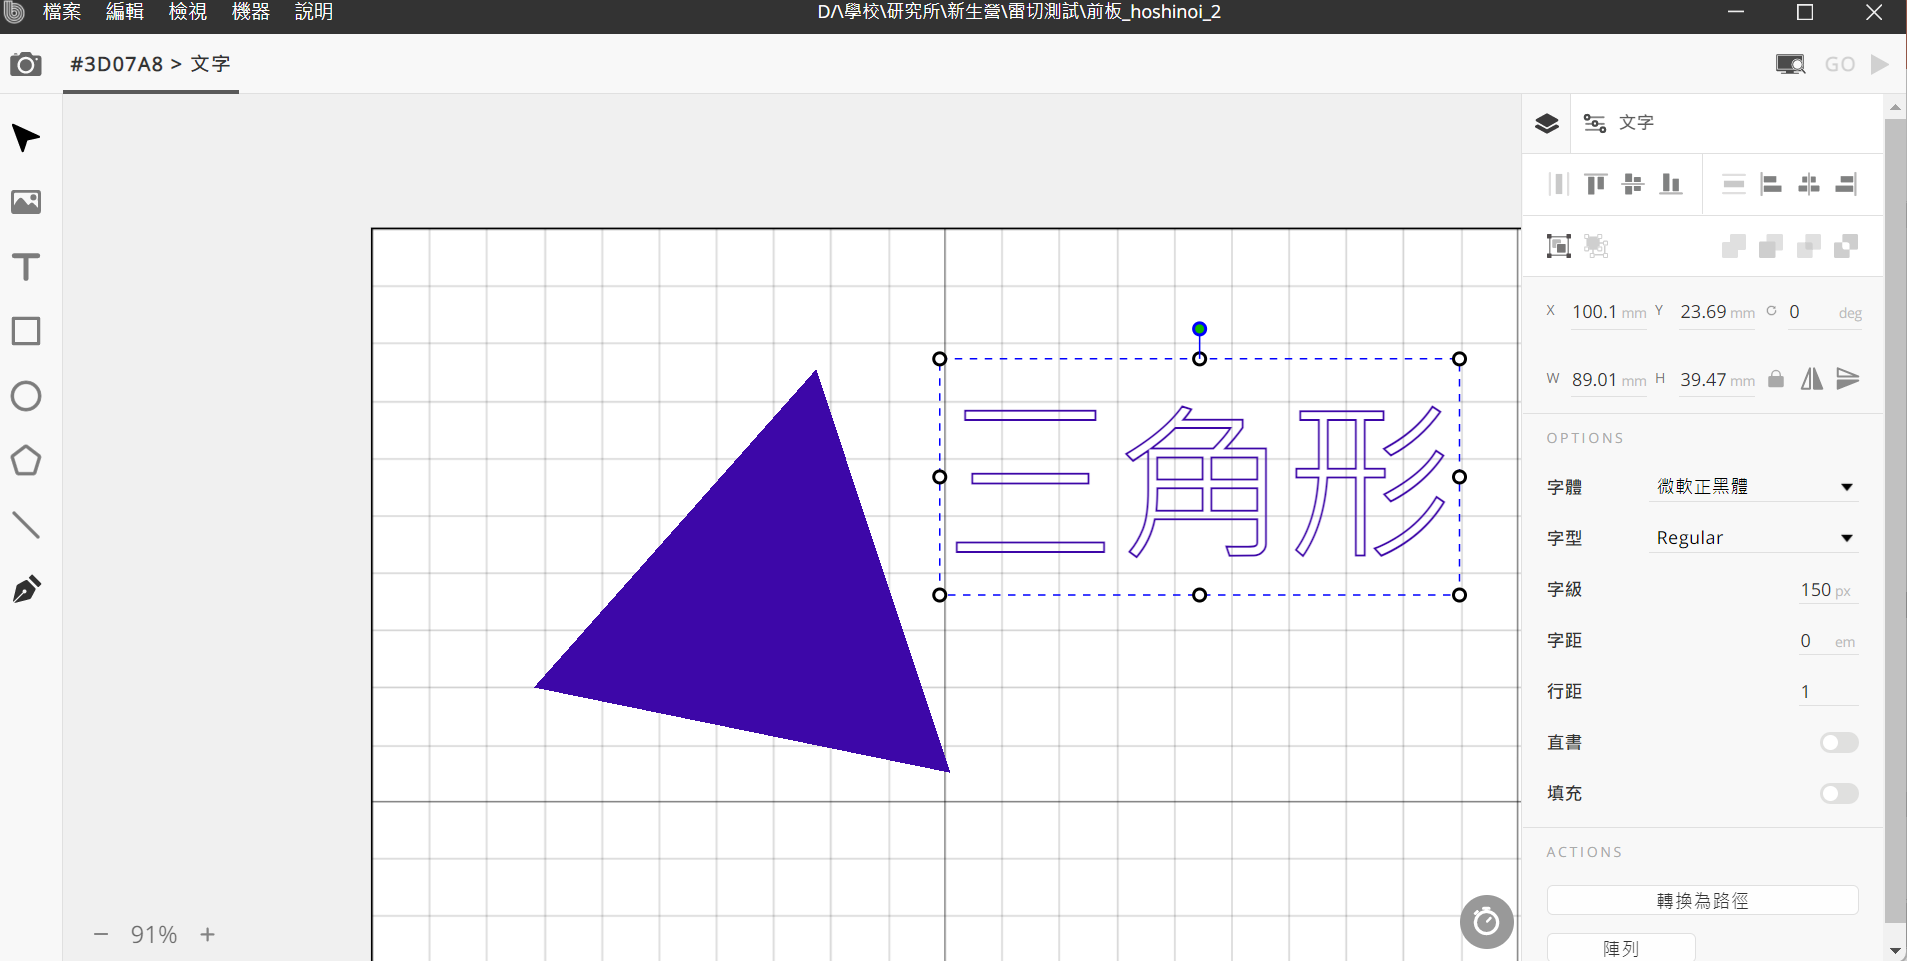 檔案 編輯 檢視 機器 說明 D/\學校\研究所\新生營\雷切測試\前板_hoshinoi_2
#3D07A8 > 文字 GO
文字
X 100.1 mm Y 23.69 mm 0 deg
W 89.01 mm H 39.47 mm
三角形
OPTIONS
字體 微軟正黑體
字型 Regular
字級 150 px
字距 0 em
行距 1
直書
填充
ACTIONS
轉換為路徑
陣列
− 91% +